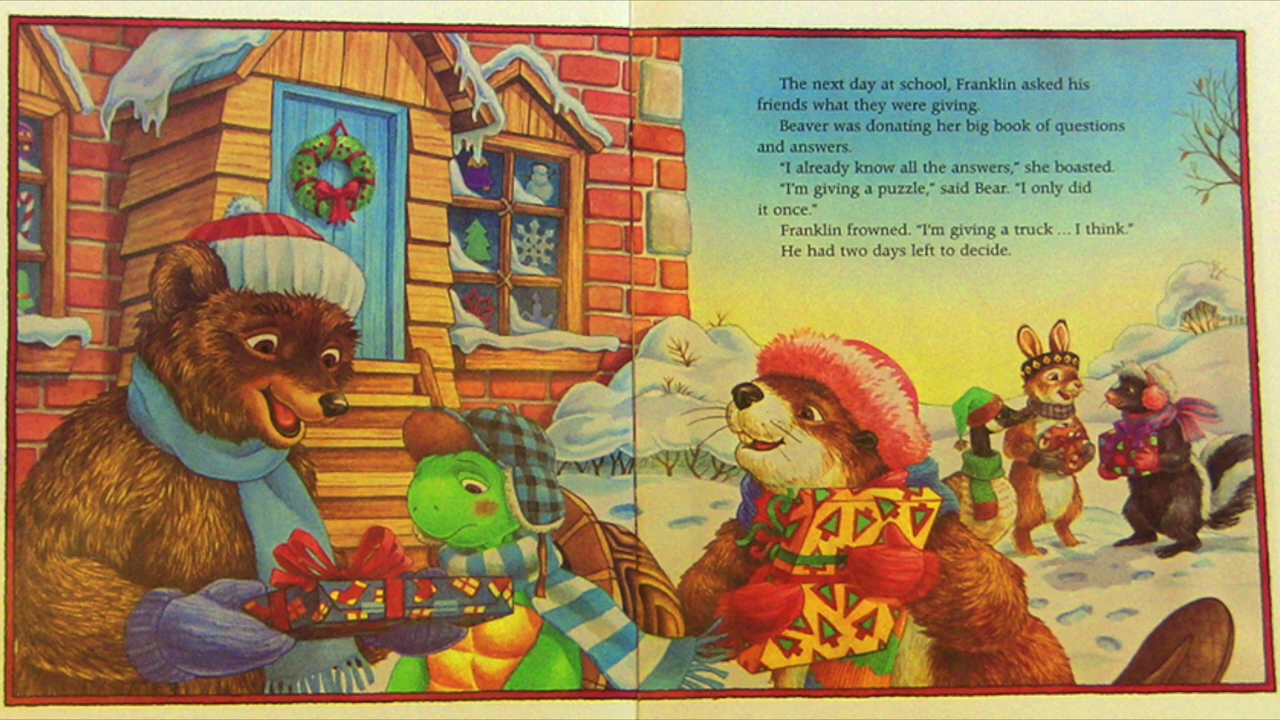 The next day at school, Franklin asked his
friends what they were giving.
Beaver was donating her big book of questions
and answers.
“I already know all the answers,” she boasted.
“I’m giving a puzzle,” said Bear. “I only did
it once.”
Franklin frowned. “I’m giving a truck ... I think.”
He had two days left to decide.